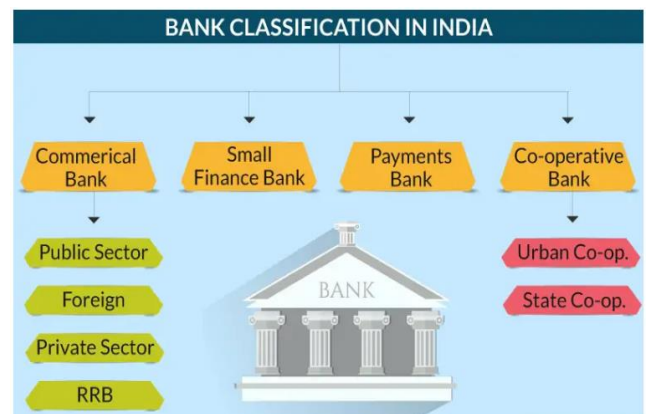 BANK CLASSIFICATION IN INDIA
Commerical
Bank
Small
Finance Bank
Payments
Bank
Co-operative
Bank
Public Sector
Foreign
Private Sector
RRB
BANK
Urban Co-op.
State Co-op.